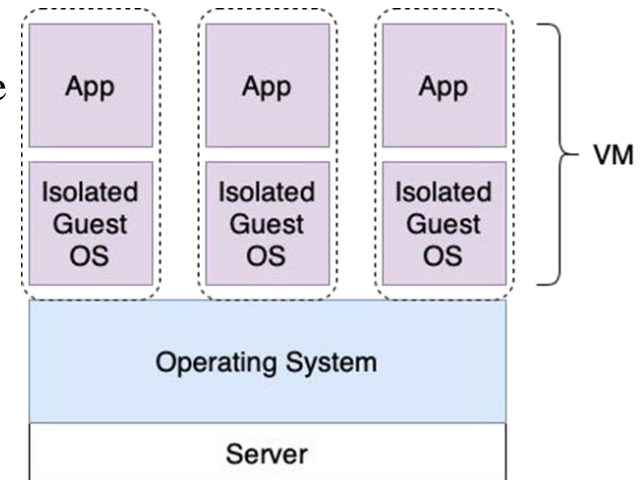 e
App
App
App
VM
Isolated
Guest
OS
Isolated
Guest
OS
Isolated
Guest
OS
Operating System
Server